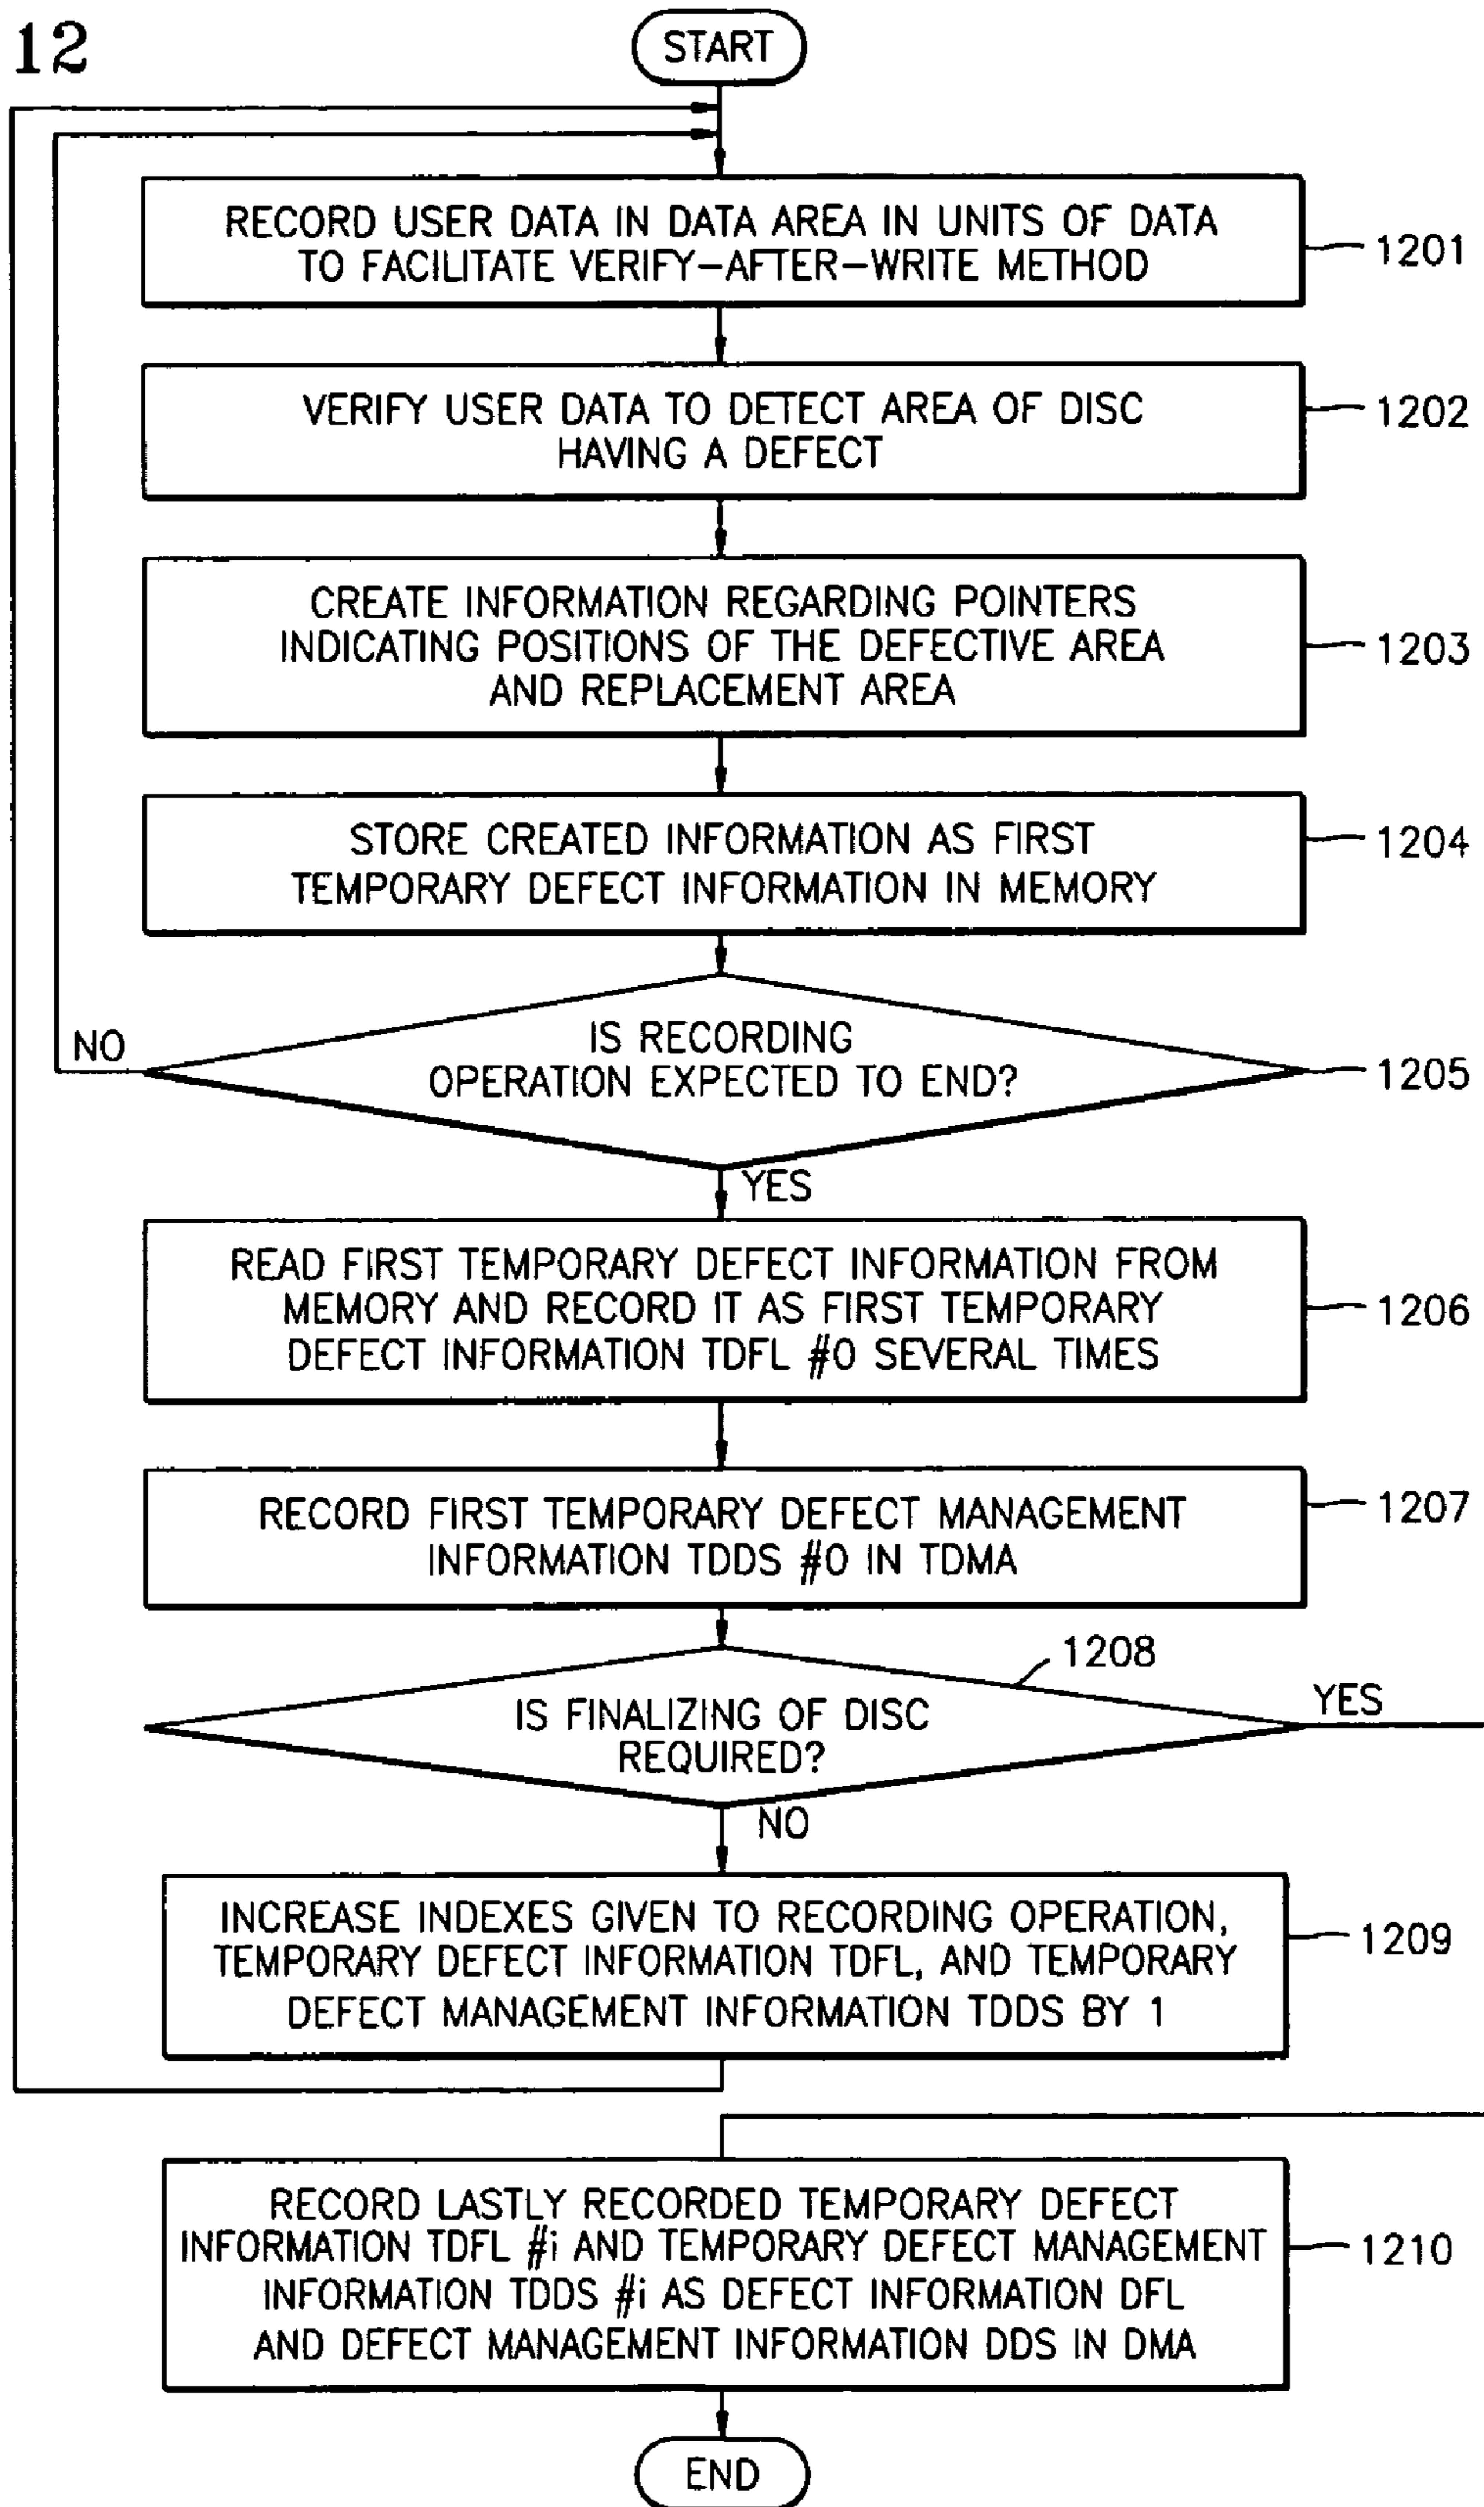 12
START
RECORD USER DATA IN DATA AREA IN UNITS OF DATA
TO FACILITATE VERIFY-AFTER-WRITE METHOD
1201
VERIFY USER DATA TO DETECT AREA OF DISC
HAVING A DEFECT
1202
CREATE INFORMATION REGARDING POINTERS
INDICATING POSITIONS OF THE DEFECTIVE AREA
AND REPLACEMENT AREA
1203
STORE CREATED INFORMATION AS FIRST
TEMPORARY DEFECT INFORMATION IN MEMORY
1204
NO
IS RECORDING
OPERATION EXPECTED TO END?
1205
YES
READ FIRST TEMPORARY DEFECT INFORMATION FROM
MEMORY AND RECORD IT AS FIRST TEMPORARY
DEFECT INFORMATION TDFL #0 SEVERAL TIMES
1206
RECORD FIRST TEMPORARY DEFECT MANAGEMENT
INFORMATION TDDS #0 IN TDMA
1207
1208
IS FINALIZING OF DISC
REQUIRED?
YES
NO
INCREASE INDEXES GIVEN TO RECORDING OPERATION,
TEMPORARY DEFECT INFORMATION TDFL, AND TEMPORARY
DEFECT MANAGEMENT INFORMATION TDDS BY 1
1209
RECORD LASTLY RECORDED TEMPORARY DEFECT
INFORMATION TDFL #i AND TEMPORARY DEFECT MANAGEMENT
INFORMATION TDDS #i AS DEFECT INFORMATION DFL
AND DEFECT MANAGEMENT INFORMATION DDS IN DMA
1210
END